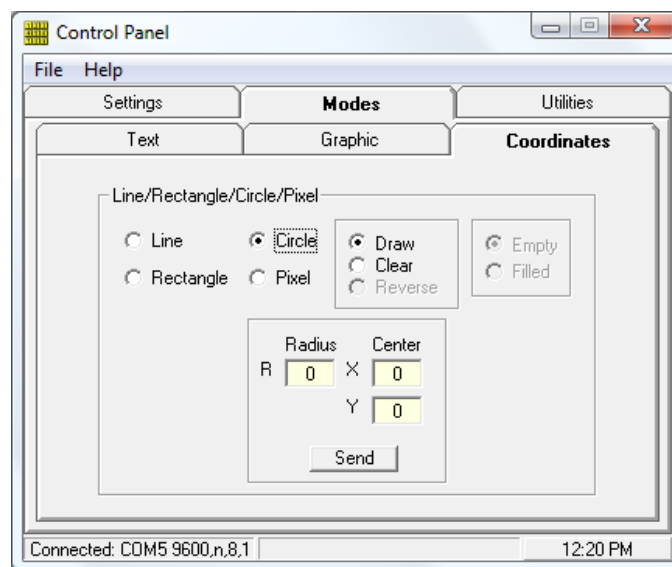 Control Panel
File Help
Settings Modes Utilities
Text Graphic Coordinates
Line/Rectangle/Circle/Pixel
Line Circle Draw Empty
Clear
Rectangle Pixel Reverse Filled
Radius Center
R 0 X 0
Y 0
Send
Connected: COM5 9600,n,8,1 12:20 PM